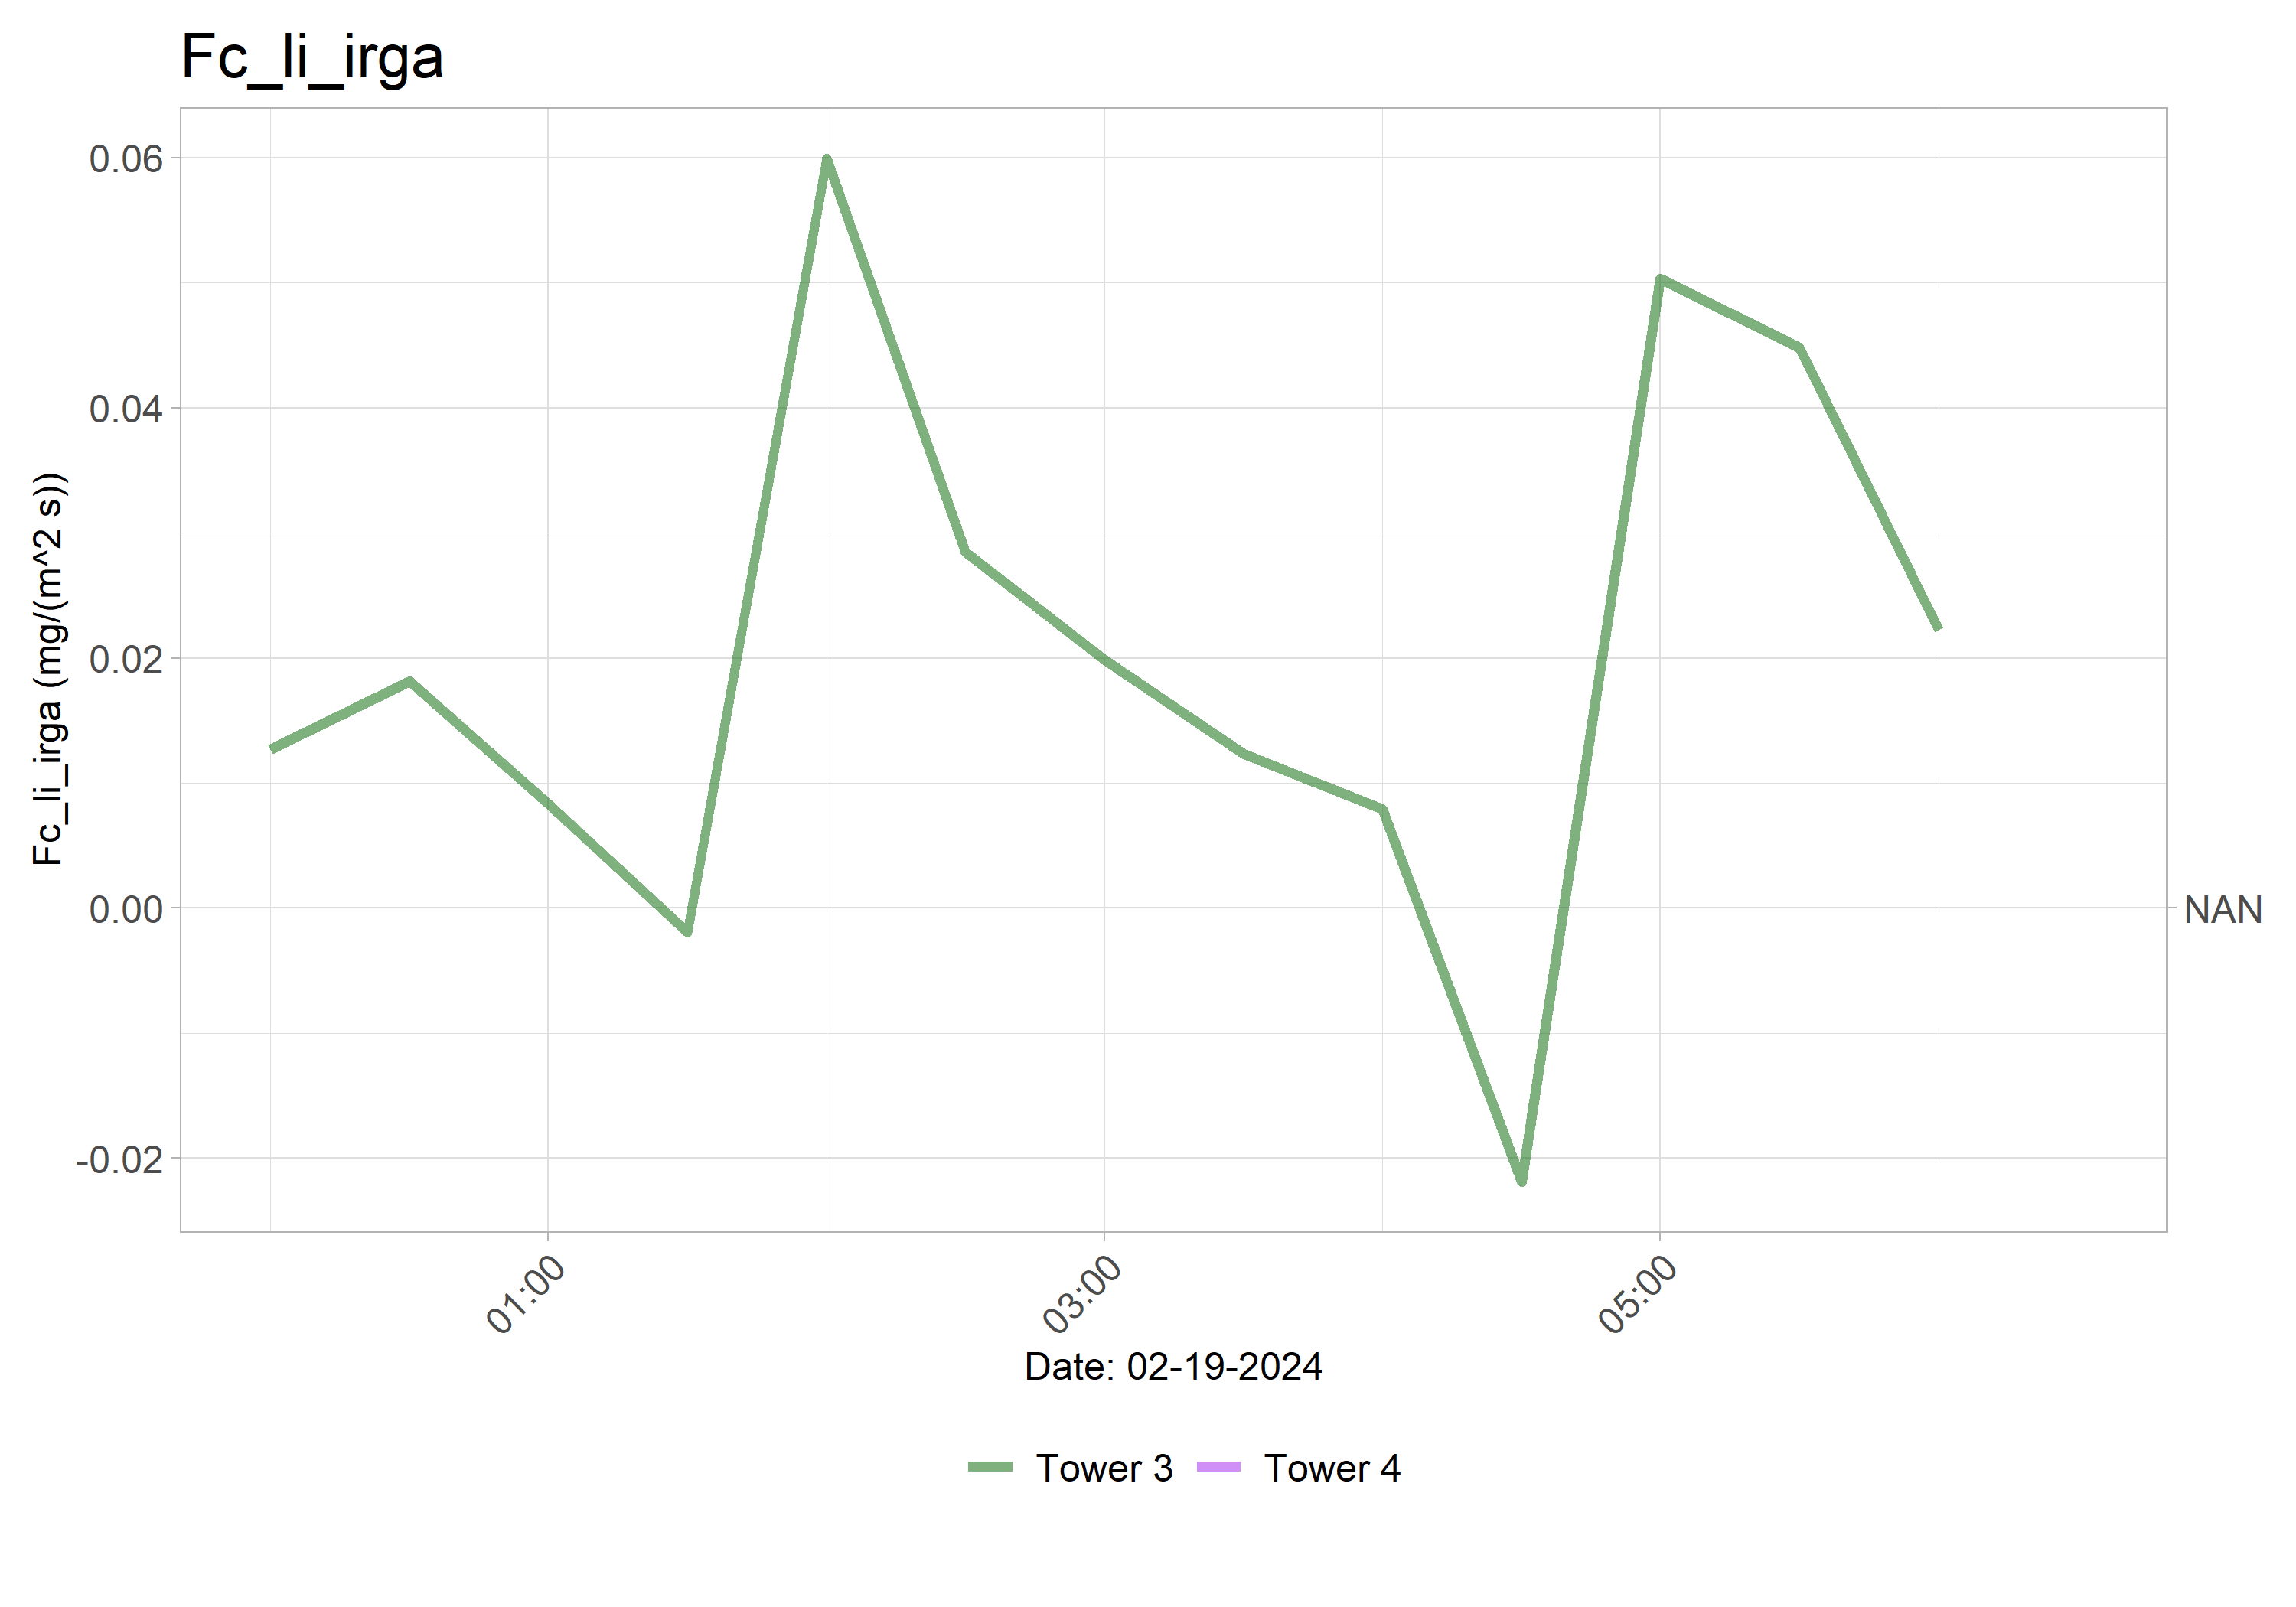 Fc_li_irga
Fc_li_irga (mg/(m^2 s))
0.06
0.04
0.02
0.00
-0.02
NAN
01:00
03:00
05:00
Date: 02-19-2024
Tower 3
Tower 4